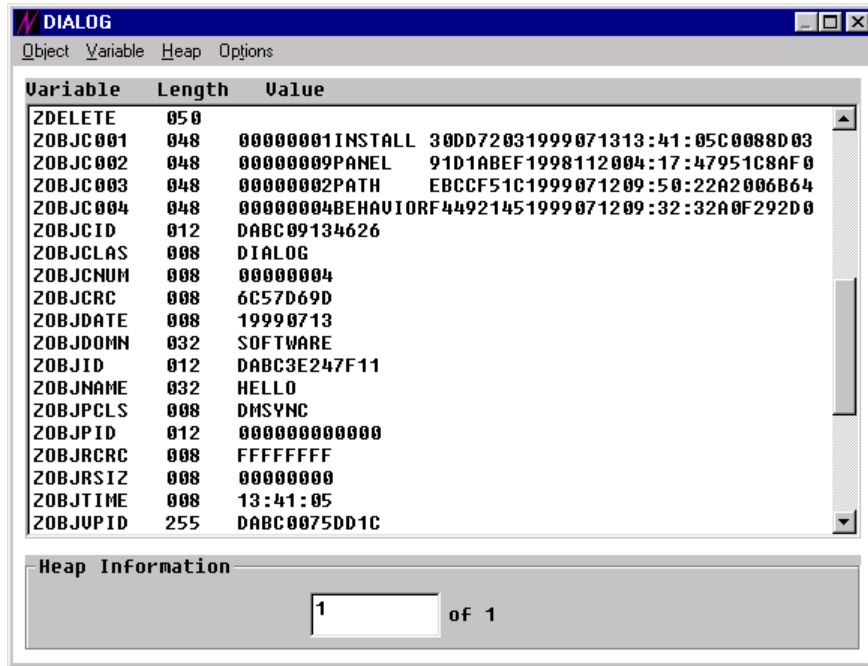 DIALOG
Object Variable Heap Options
Variable Length Value
ZDELETE 050
ZOBJC001 048 00000001INSTALL 30DD72031999071313:41:05C0088D03
ZOBJC002 048 00000009PANEL 91D1ABEF1998112004:17:47951C8AF0
ZOBJC003 048 00000002PATH EBCCF51C1999071209:50:22A2006B64
ZOBJC004 048 00000004BEHAVIORF44921451999071209:32:32A0F292D0
ZOBJCID 012 DABC09134626
ZOBJCLAS 008 DIALOG
ZOBJCNUM 008 00000004
ZOBJCRC 008 6C57D69D
ZOBJDATE 008 19990713
ZOBJDOMN 032 SOFTWARE
ZOBJID 012 DABC3E247F11
ZOBJNAME 032 HELLO
ZOBJPCLS 008 DMSYNC
ZOBJPID 012 000000000000
ZOBJRCRC 008 FFFFFFFF
ZOBJRSIZ 008 00000000
ZOBJTIME 008 13:41:05
ZOBJVPID 255 DABC0075DD1C
Heap Information
1 of 1